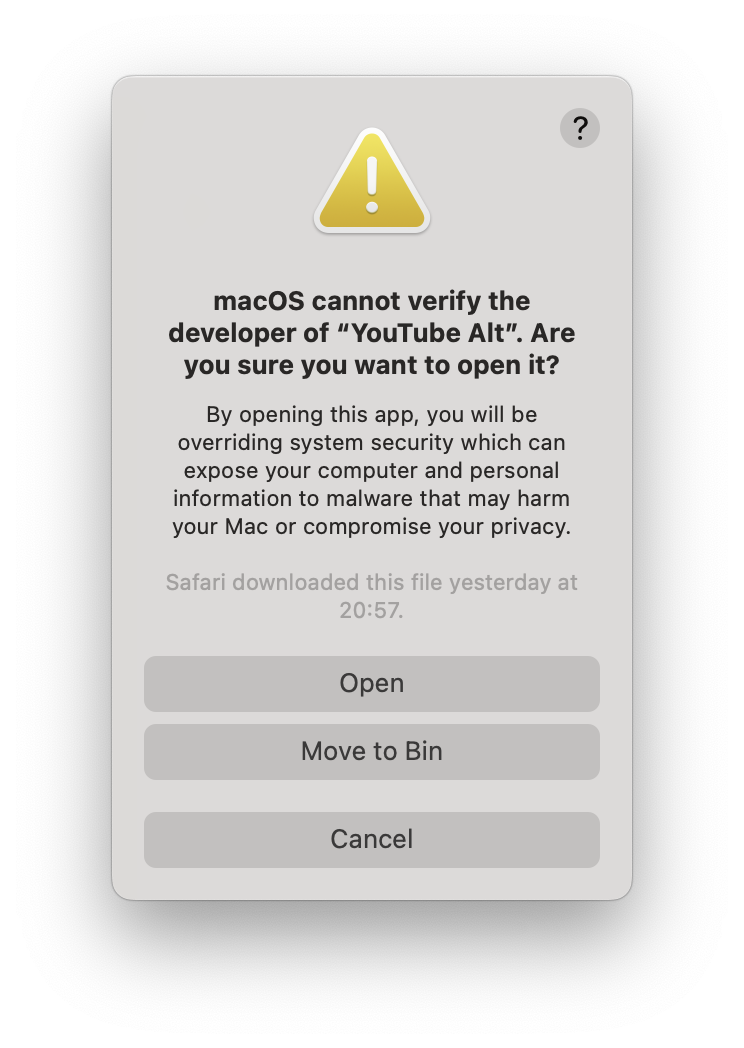 ?
macOS cannot verify the
developer of “YouTube Alt”. Are
you sure you want to open it?
By opening this app, you will be
overriding system security which can
expose your computer and personal
information to malware that may harm
your Mac or compromise your privacy.
Safari downloaded this file yesterday at
20:57.
Open
Move to Bin
Cancel